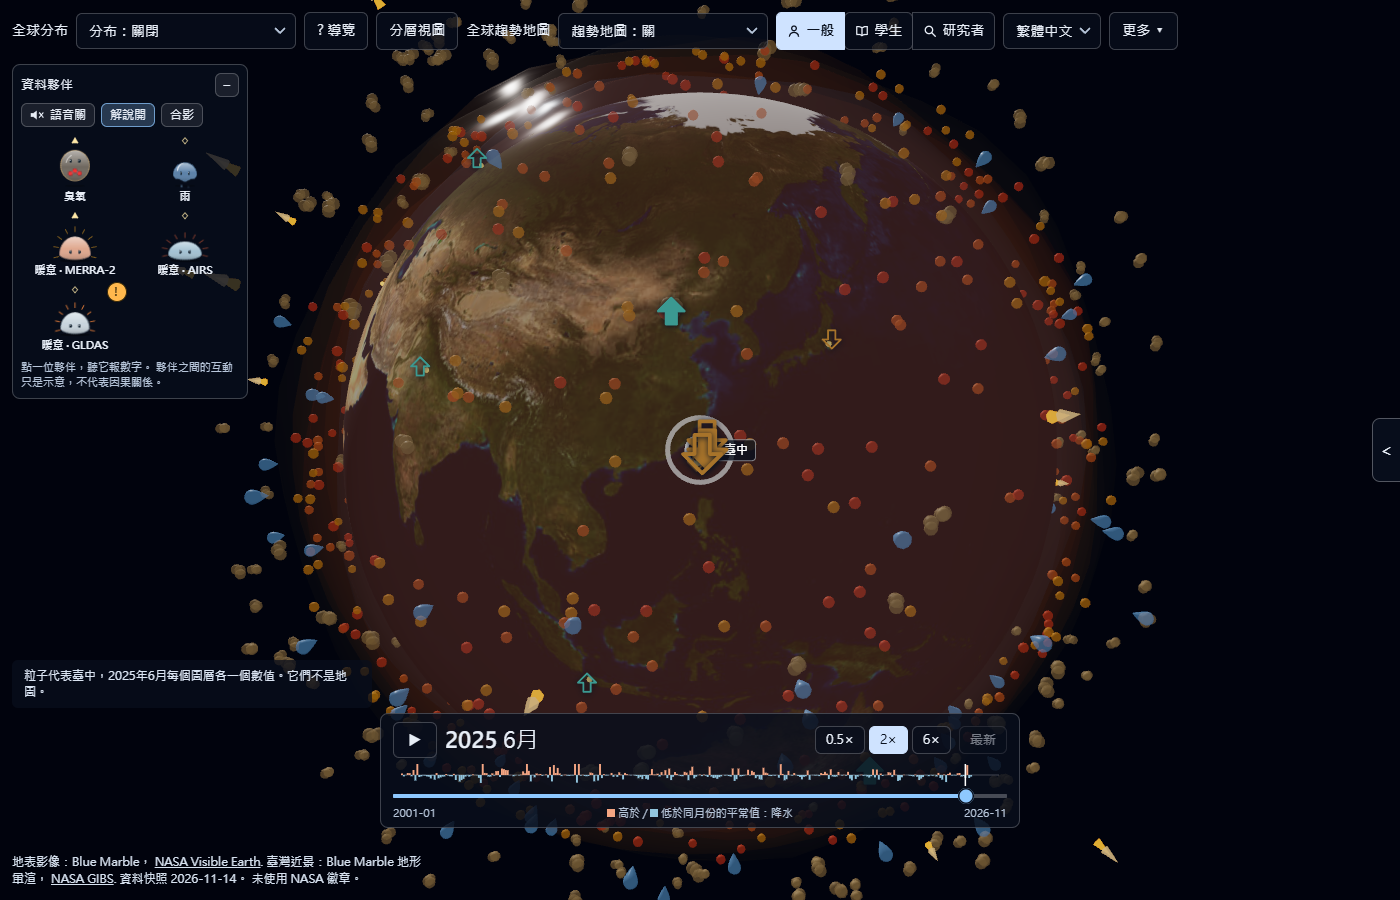 全球分布 分布：關閉 ? 導覽 分層視圖 全球趨勢地圖 趨勢地圖：關 一般 學生 研究者 繁體中文 更多 ▾
資料夥伴 –
語音關 解說開 合影
臭氧 雨
暖意 · MERRA-2 暖意 · AIRS
!
暖意 · GLDAS
點一位夥伴，聽它報數字。 夥伴之間的互動
只是示意，不代表因果關係。
臺中
<
粒子代表臺中，2025年6月每個圖層各一個數值。它們不是地
圖。
2025 6月 0.5× 2× 6× 最新
2001-01 高於 / 低於同月份的平常值：降水 2026-11
地表影像：Blue Marble， NASA Visible Earth. 臺灣近景：Blue Marble 地形
暈渲， NASA GIBS. 資料快照 2026-11-14。 未使用 NASA 徽章。